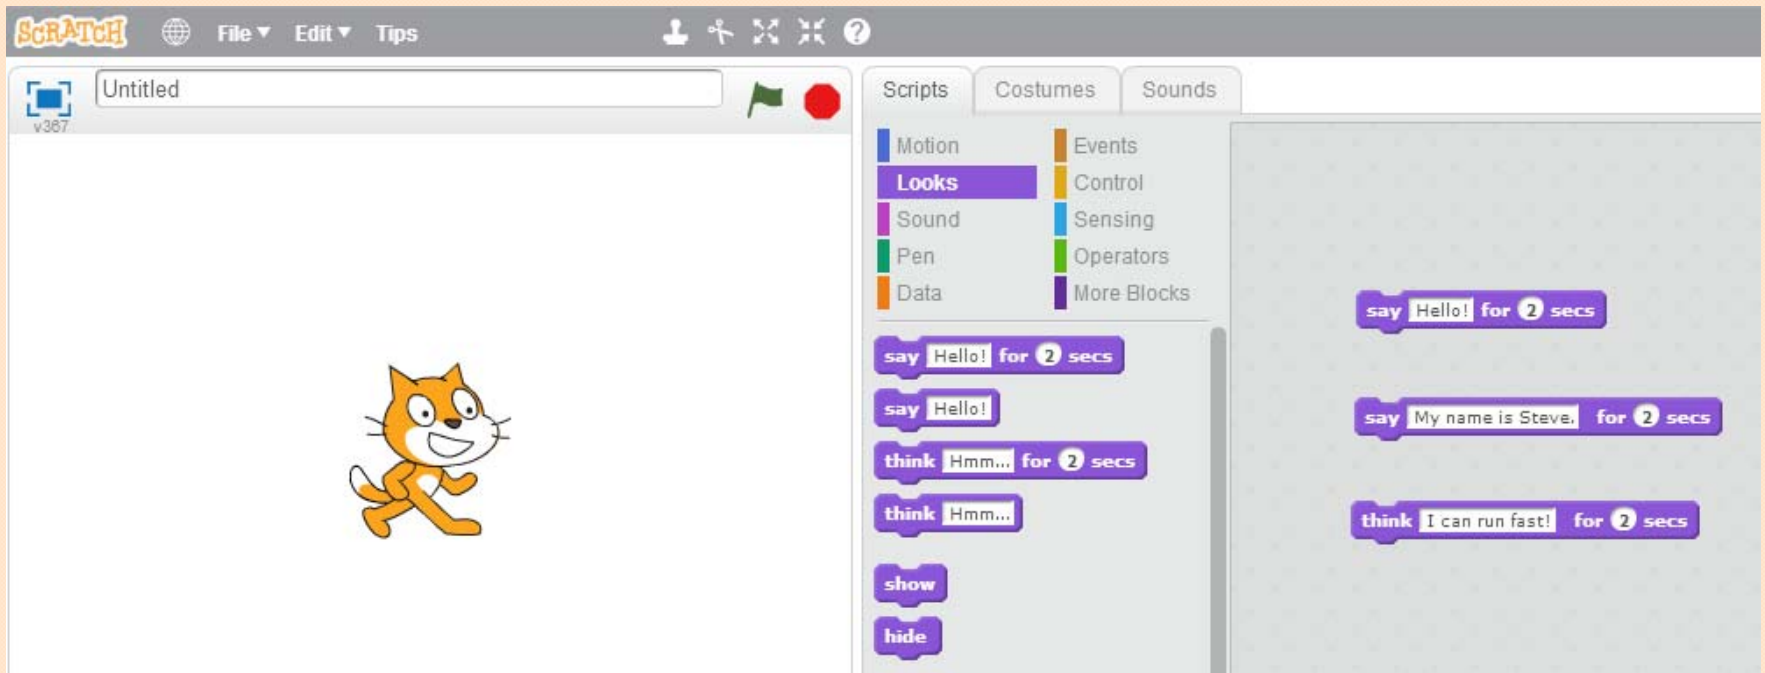 SCRATCH File Edit Tips
Untitled
v367
Scripts Costumes Sounds
Motion Events
Looks Control
Sound Sensing
Pen Operators
Data More Blocks
say Hello! for 2 secs
say Hello!
think Hmm... for 2 secs
think Hmm...
show
hide
say Hello! for 2 secs
say My name is Steve. for 2 secs
think I can run fast! for 2 secs